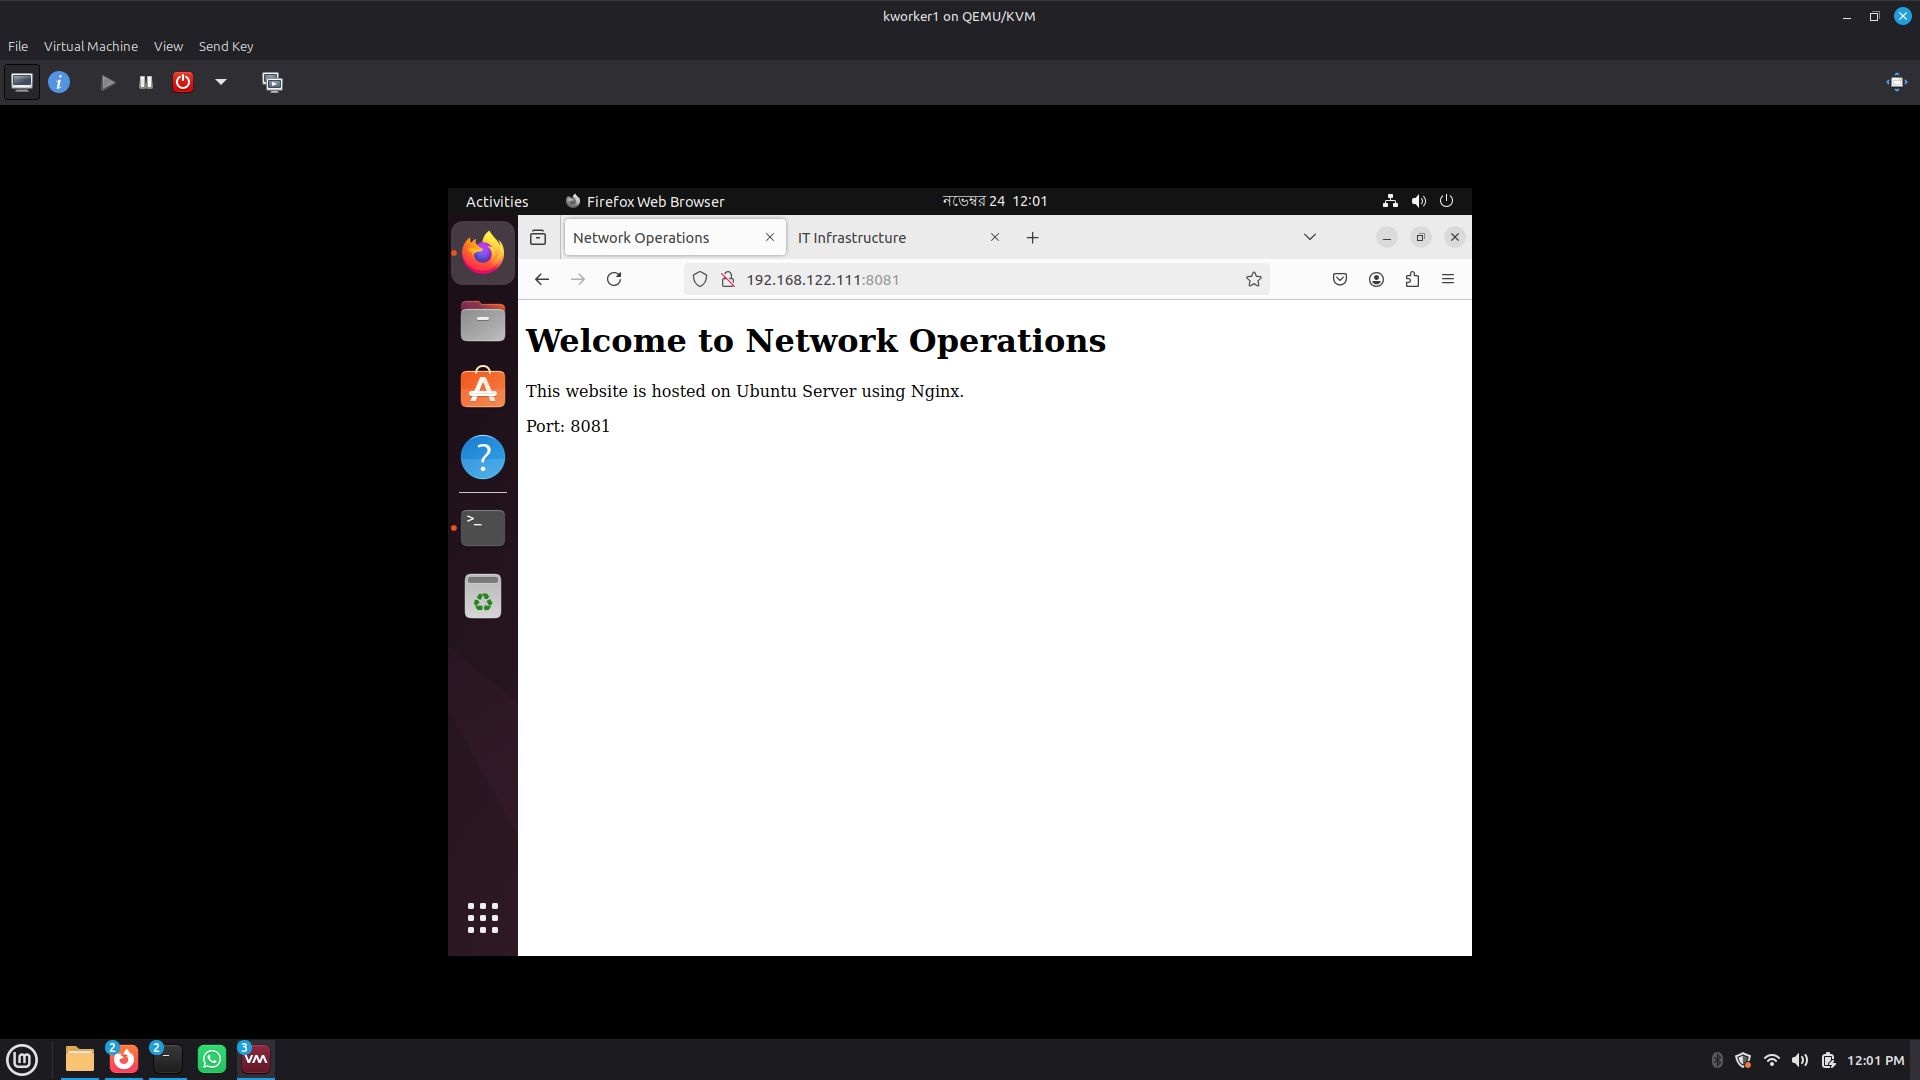 kworker1 on QEMU/KVM
File Virtual Machine View Send Key
Activities Firefox Web Browser নভেম্বর 24 12:01
Network Operations IT Infrastructure
192.168.122.111:8081
Welcome to Network Operations
This website is hosted on Ubuntu Server using Nginx.
Port: 8081
2 2 3 12:01 PM